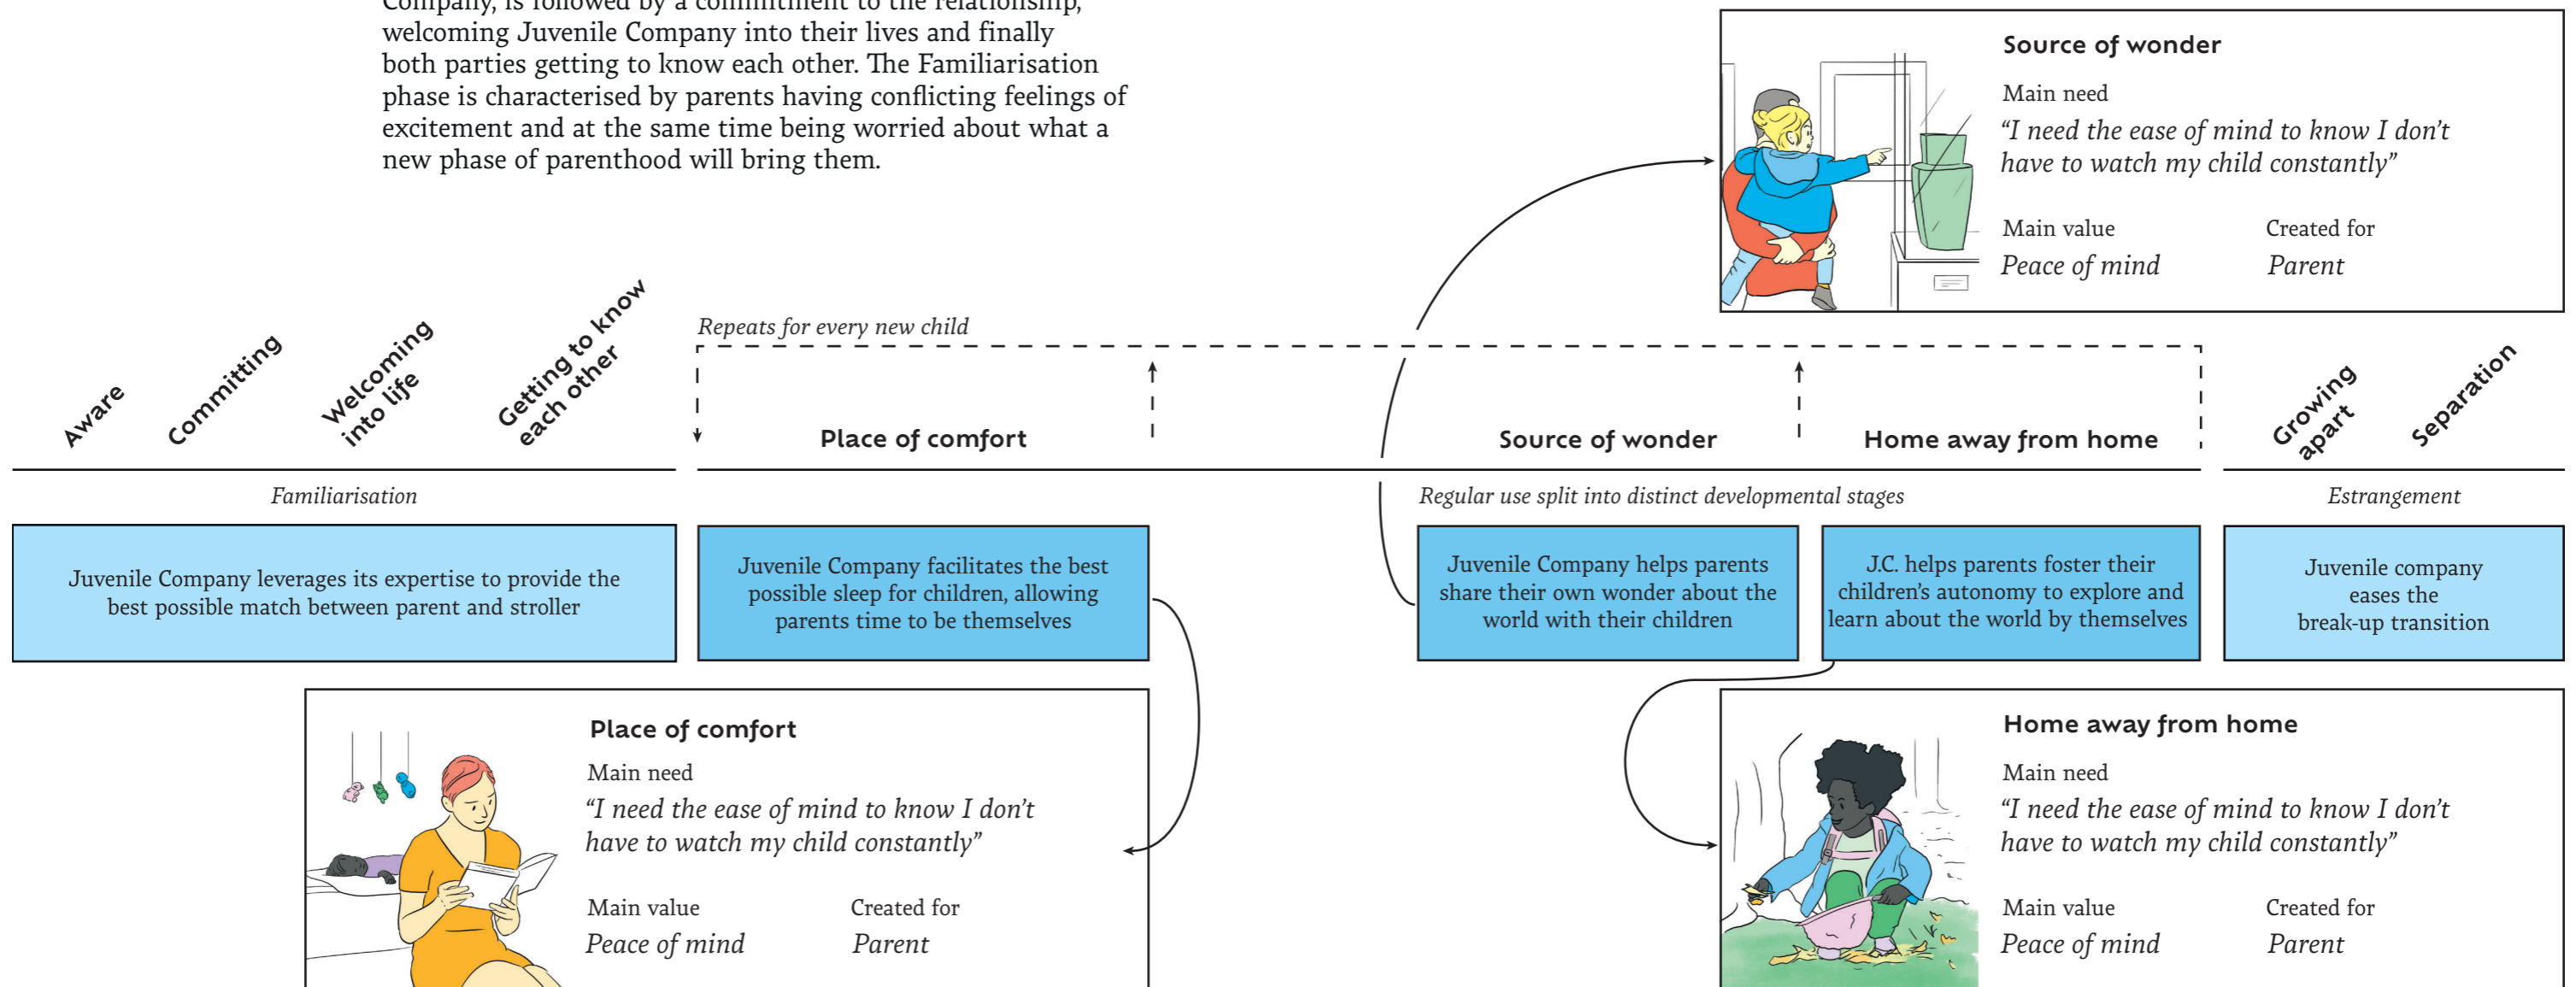 Company, is followed by a commitment to the relationship,
welcoming Juvenile Company into their lives and finally
both parties getting to know each other. The Familiarisation
phase is characterised by parents having conflicting feelings of
excitement and at the same time being worried about what a
new phase of parenthood will bring them.
Source of wonder
Main need
“I need the ease of mind to know I don’t
have to watch my child constantly”
Main value
Created for
Peace of mind
Parent
Aware
Committing
Welcoming
into life
Getting to know
each other
Repeats for every new child
Place of comfort
Source of wonder
Home away from home
Growing
apart
Separation
Familiarisation
Regular use split into distinct developmental stages
Estrangement
Juvenile Company leverages its expertise to provide the
best possible match between parent and stroller
Juvenile Company facilitates the best
possible sleep for children, allowing
parents time to be themselves
Juvenile Company helps parents
share their own wonder about the
world with their children
J.C. helps parents foster their
children’s autonomy to explore and
learn about the world by themselves
Juvenile company
eases the
break-up transition
Place of comfort
Main need
“I need the ease of mind to know I don’t
have to watch my child constantly”
Main value
Created for
Peace of mind
Parent
Home away from home
Main need
“I need the ease of mind to know I don’t
have to watch my child constantly”
Main value
Created for
Peace of mind
Parent